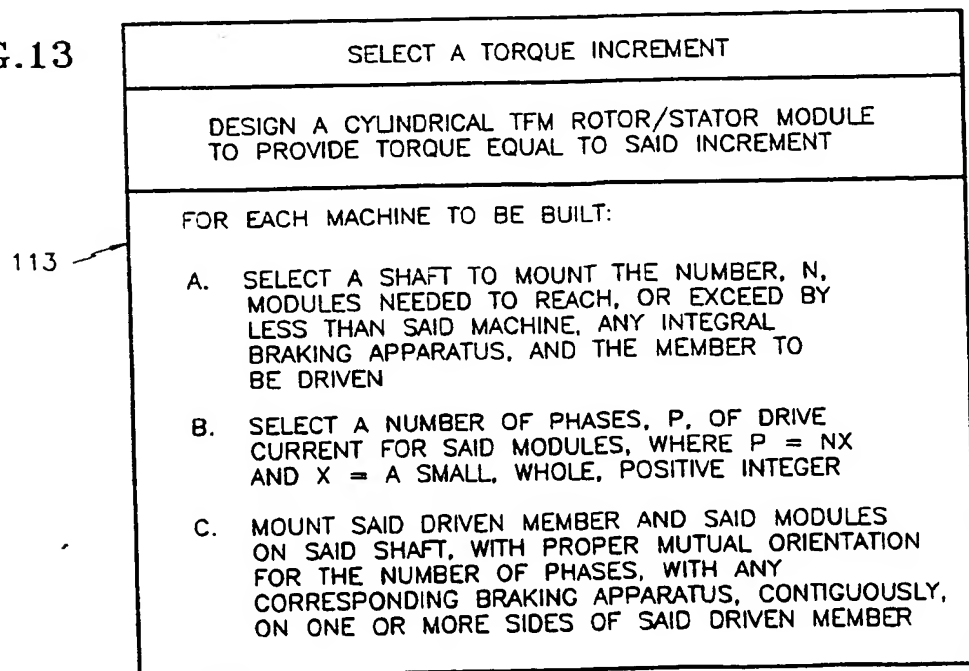 G.13
SELECT A TORQUE INCREMENT
DESIGN A CYLINDRICAL TFM ROTOR/STATOR MODULE
TO PROVIDE TORQUE EQUAL TO SAID INCREMENT
FOR EACH MACHINE TO BE BUILT:
113
A. SELECT A SHAFT TO MOUNT THE NUMBER, N,
MODULES NEEDED TO REACH, OR EXCEED BY
LESS THAN SAID MACHINE, ANY INTEGRAL
BRAKING APPARATUS, AND THE MEMBER TO
BE DRIVEN
B. SELECT A NUMBER OF PHASES, P, OF DRIVE
CURRENT FOR SAID MODULES, WHERE P = NX
AND X = A SMALL, WHOLE, POSITIVE INTEGER
C. MOUNT SAID DRIVEN MEMBER AND SAID MODULES
ON SAID SHAFT, WITH PROPER MUTUAL ORIENTATION
FOR THE NUMBER OF PHASES, WITH ANY
CORRESPONDING BRAKING APPARATUS, CONTIGUOUSLY,
ON ONE OR MORE SIDES OF SAID DRIVEN MEMBER